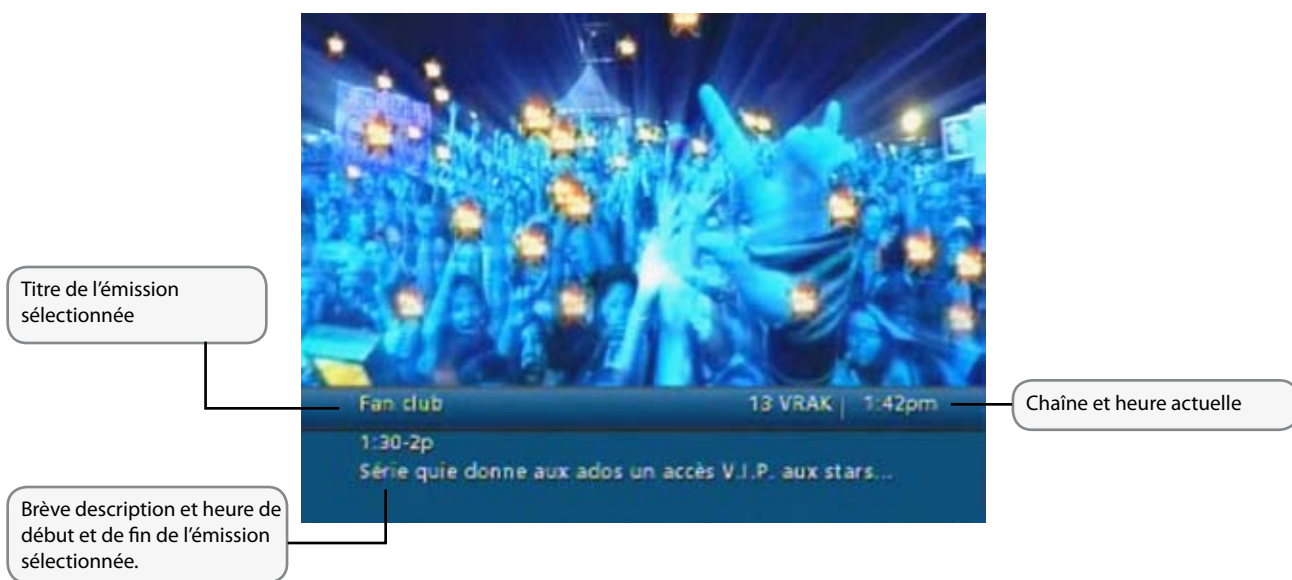 Titre de l'émission
sélectionnée
Fan club
13 VRAK | 1:42pm
Chaîne et heure actuelle
1:30-2p
Série quie donne aux ados un accès V.I.P. aux stars...
Brève description et heure de
début et de fin de l'émission
sélectionnée.